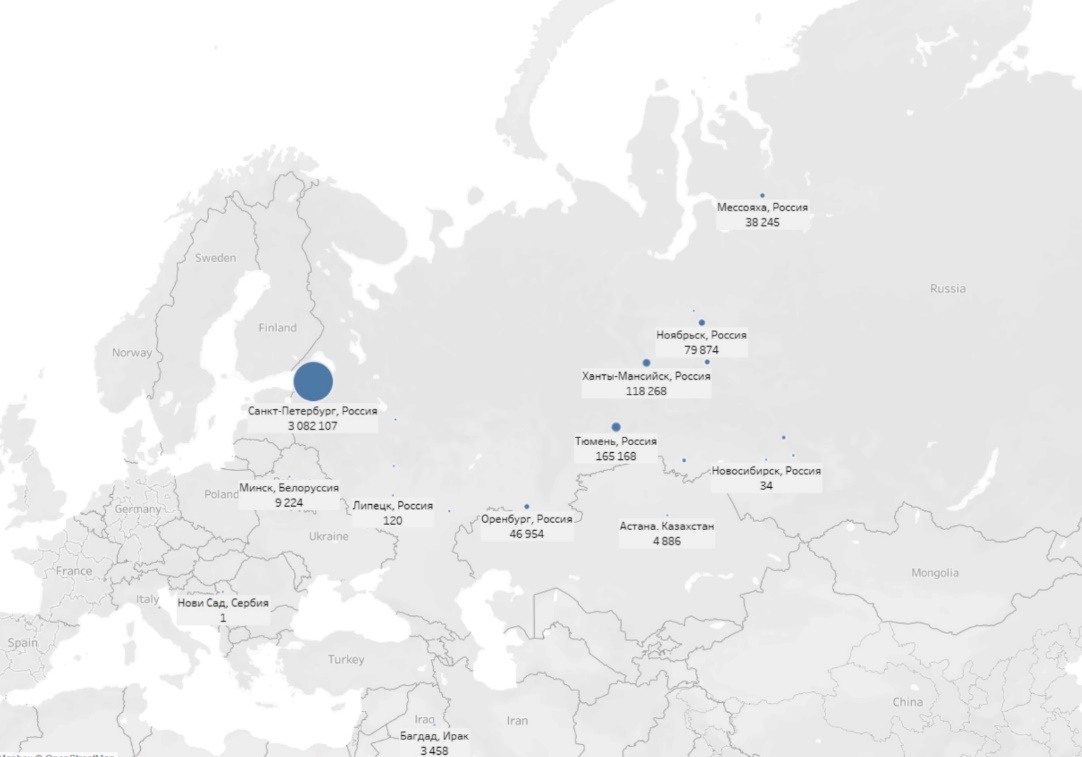 Мессояха, Россия
38 245
Sweden
Russia
Finland
Ноябрьск, Россия
79 874
Norway
Ханты-Мансийск, Россия
118 268
Санкт-Петербург, Россия
3 082 107
Тюмень, Россия
165 168
Новосибирск, Россия
34
Минск, Белоруссия
9 224
Poland
Germany
Липецк, Россия
120
Оренбург, Россия
46 954
Астана. Казахстан
4 886
Ukraine
France
Mongolia
Italy
Нови Сад, Сербия
1
Spain
Turkey
China
Iraq
Iran
Багдад, Ирак
3 458